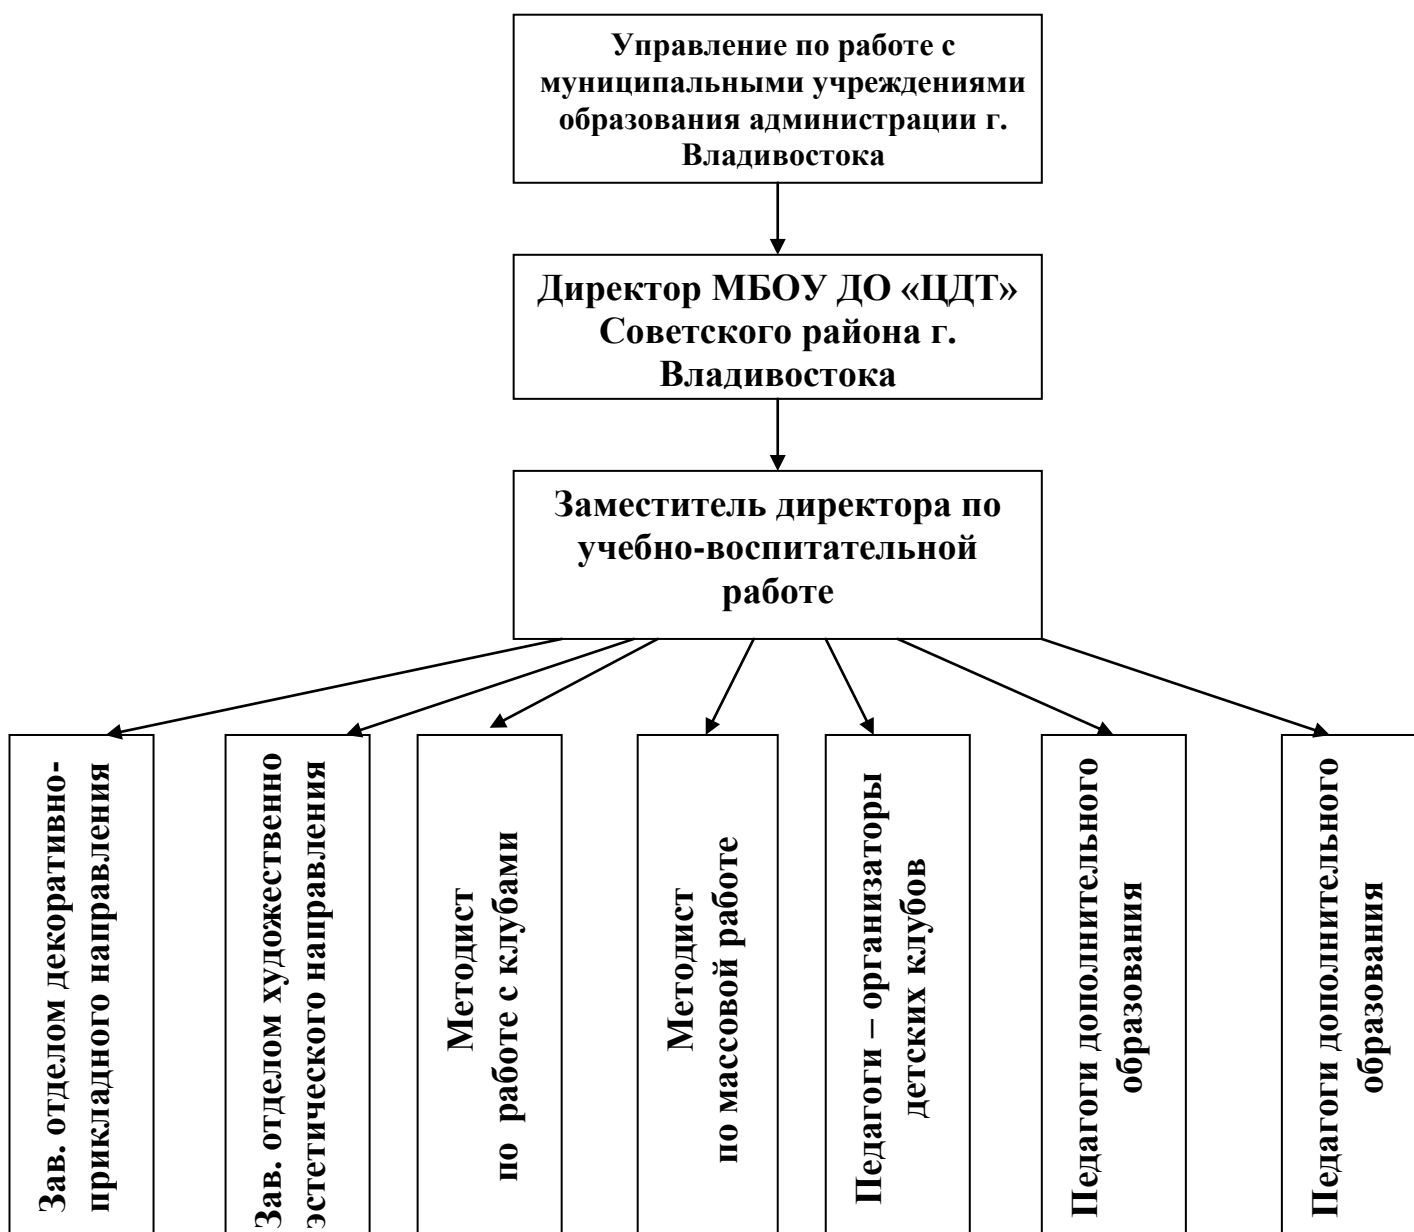 Управление по работе с
муниципальными учреждениями
образования администрации г.
Владивостока
Директор МБОУ ДО «ЦДТ»
Советского района г.
Владивостока
Заместитель директора по
учебно-воспитательной
работе
Зав. отделом декоративно-
прикладного направления
Зав. отделом художественно
эстетического направления
Методист
по работе с клубами
Методист
по массовой работе
Педагоги – организаторы
детских клубов
Педагоги дополнительного
образования
Педагоги дополнительного
образования